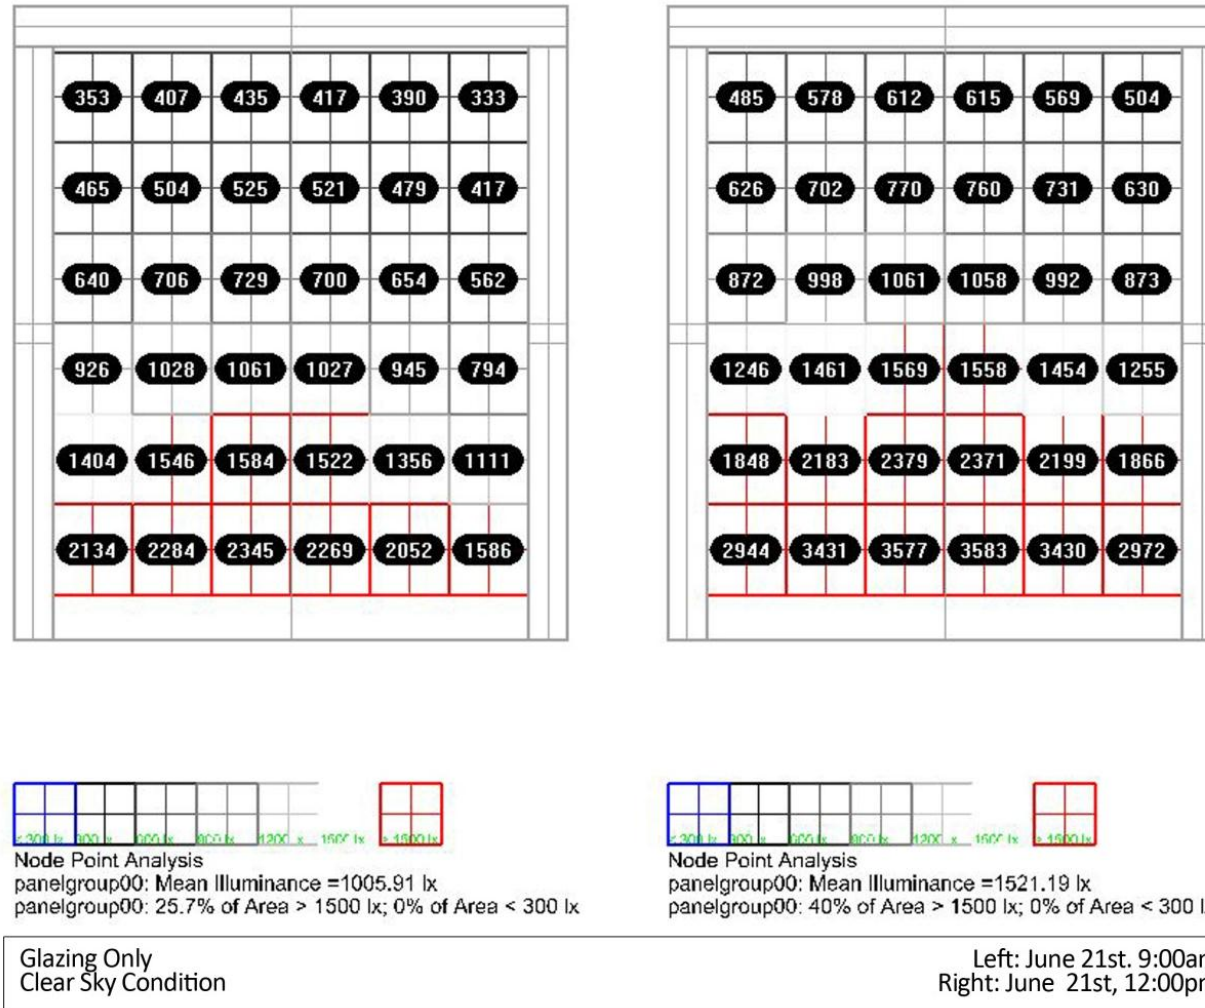 353 407 435 417 390 333
465 504 525 521 479 417
640 706 729 700 654 562
926 1028 1061 1027 945 794
1404 1546 1584 1522 1356 1111
2134 2284 2345 2269 2052 1586
485 578 612 615 569 504
626 702 770 760 731 630
872 998 1061 1058 992 873
1246 1461 1569 1558 1454 1255
1848 2183 2379 2371 2199 1866
2944 3431 3577 3583 3430 2972
Node Point Analysis
panelgroup00: Mean Illuminance =1005.91 lx
panelgroup00: 25.7% of Area > 1500 lx; 0% of Area < 300 lx
Node Point Analysis
panelgroup00: Mean Illuminance =1521.19 lx
panelgroup00: 40% of Area > 1500 lx; 0% of Area < 300 l
Glazing Only
Clear Sky Condition
Left: June 21st. 9:00a
Right: June 21st, 12:00p